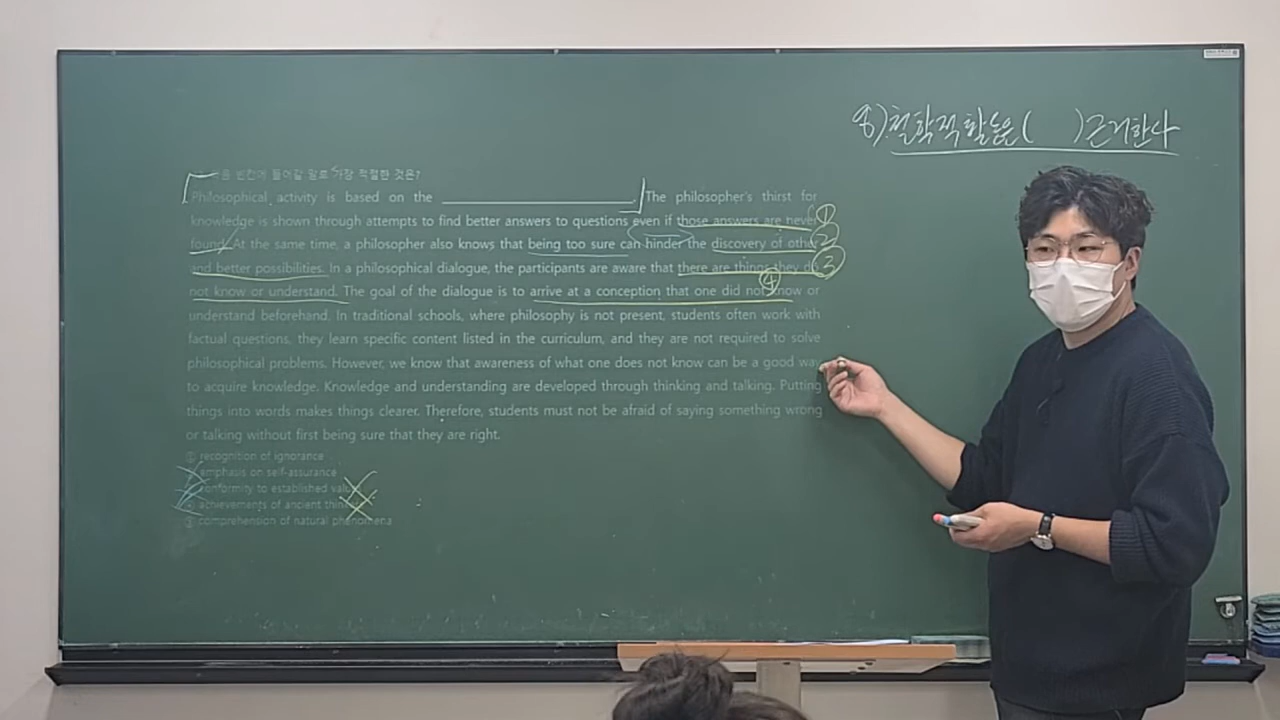 8) 철학적 활동은 ( ) 근거한다
음 빈칸에 들어갈 말로 가장 적절한 것은?
Philosophical activity is based on the ______________. The philosopher's thirst for
knowledge is shown through attempts to find better answers to questions even if those answers are never ①
found. At the same time, a philosopher also knows that being too sure can hinder the discovery of other ②
and better possibilities. In a philosophical dialogue, the participants are aware that there are things they do ③
not know or understand. The goal of the dialogue is to arrive at a conception that one did not ④ know or
understand beforehand. In traditional schools, where philosophy is not present, students often work with
factual questions, they learn specific content listed in the curriculum, and they are not required to solve
philosophical problems. However, we know that awareness of what one does not know can be a good way
to acquire knowledge. Knowledge and understanding are developed through thinking and talking. Putting
things into words makes things clearer. Therefore, students must not be afraid of saying something wrong
or talking without first being sure that they are right.
① recognition of ignorance
emphasis on self-assurance
conformity to established values
④ achievements of ancient thinkers
⑤ comprehension of natural phenomena